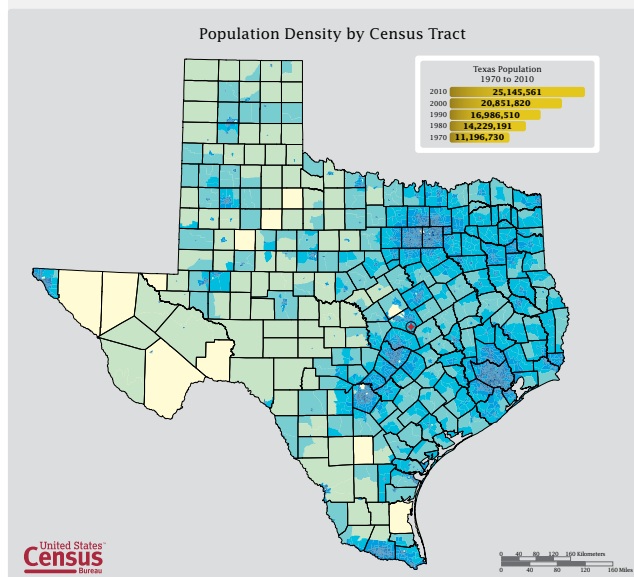 Population Density by Census Tract
Texas Population
1970 to 2010
2010 25,145,561
2000 20,851,820
1990 16,986,510
1980 14,229,191
1970 11,196,730
United States™
Census
Bureau
0 40 80 120 160 Kilometers
0 40 80 120 160 Miles